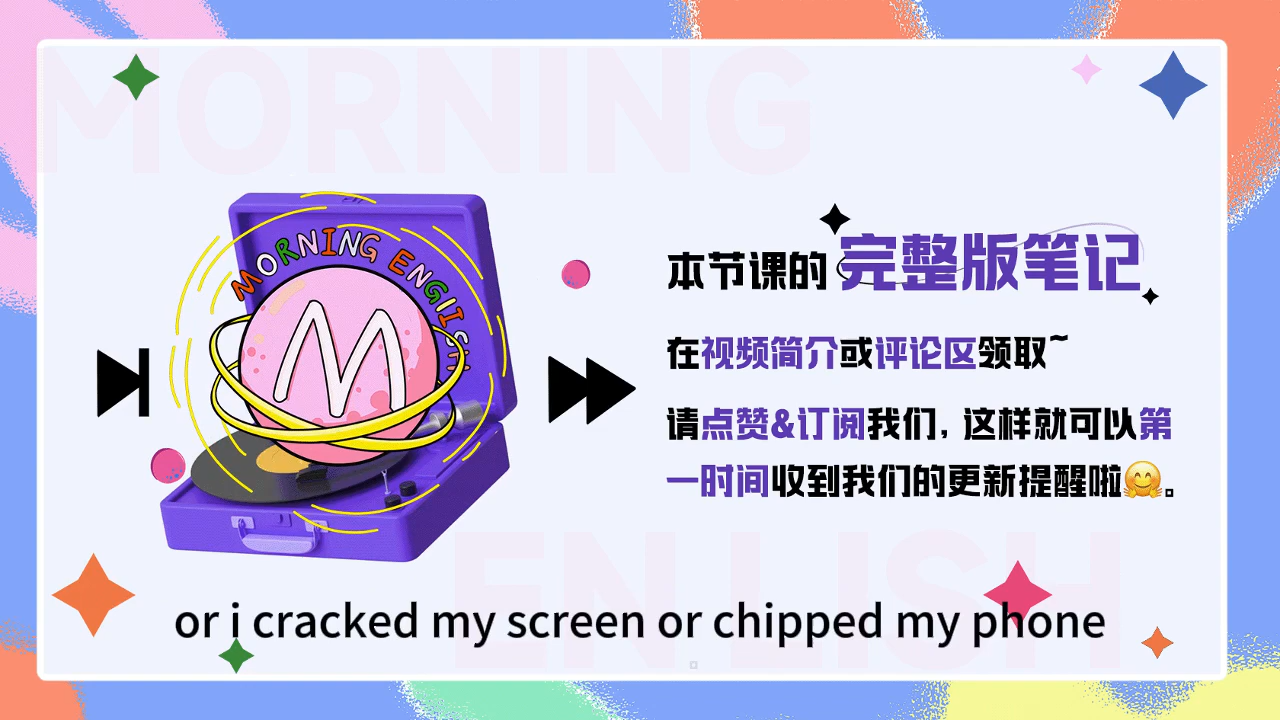 MORNING
MORNING ENGlISH
M
本节课的 完整版笔记
在视频简介或评论区领取~
请点赞&订阅我们, 这样就可以第
一时间收到我们的更新提醒啦🤗。
EN LISH
or i cracked my screen or chipped my phone